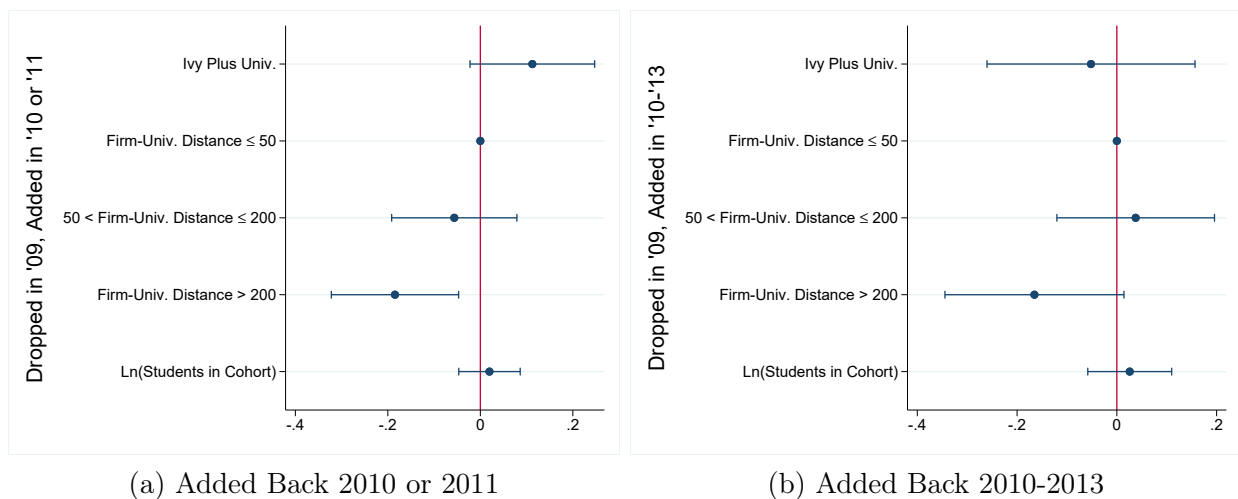 Dropped in '09, Added in '10 or '11
Ivy Plus Univ.
Firm-Univ. Distance ≤ 50
50 < Firm-Univ. Distance ≤ 200
Firm-Univ. Distance > 200
Ln(Students in Cohort)
-.4 -.2 0 .2
(a) Added Back 2010 or 2011
Dropped in '09, Added in '10-'13
Ivy Plus Univ.
Firm-Univ. Distance ≤ 50
50 < Firm-Univ. Distance ≤ 200
Firm-Univ. Distance > 200
Ln(Students in Cohort)
-.4 -.2 0 .2
(b) Added Back 2010-2013